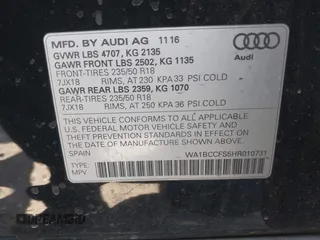 MFD. BY AUDI AG 11 16
GVWR LBS 4707, KG 2135
GAWR FRONT LBS 2502, KG 1135
FRONT-TIRES 235/50 R18
7JX18 RIMS, AT 230 KPA 33 PSI COLD
GAWR REAR LBS 2359, KG 1070
REAR-TIRES 235/50 R18
7JX18 RIMS, AT 250 KPA 36 PSI COLD
Audi
THIS VEHICLE CONFORMS TO ALL APPLICABLE
U.S. FEDERAL MOTOR VEHICLE SAFETY, BUMPER AND
THEFT PREVENTION STANDARDS IN EFFECT ON THE
DATE OF MANUFACTURE SHOWN ABOVE
SPAIN WA1BCCFS5HR010731
TYPE:
MPV